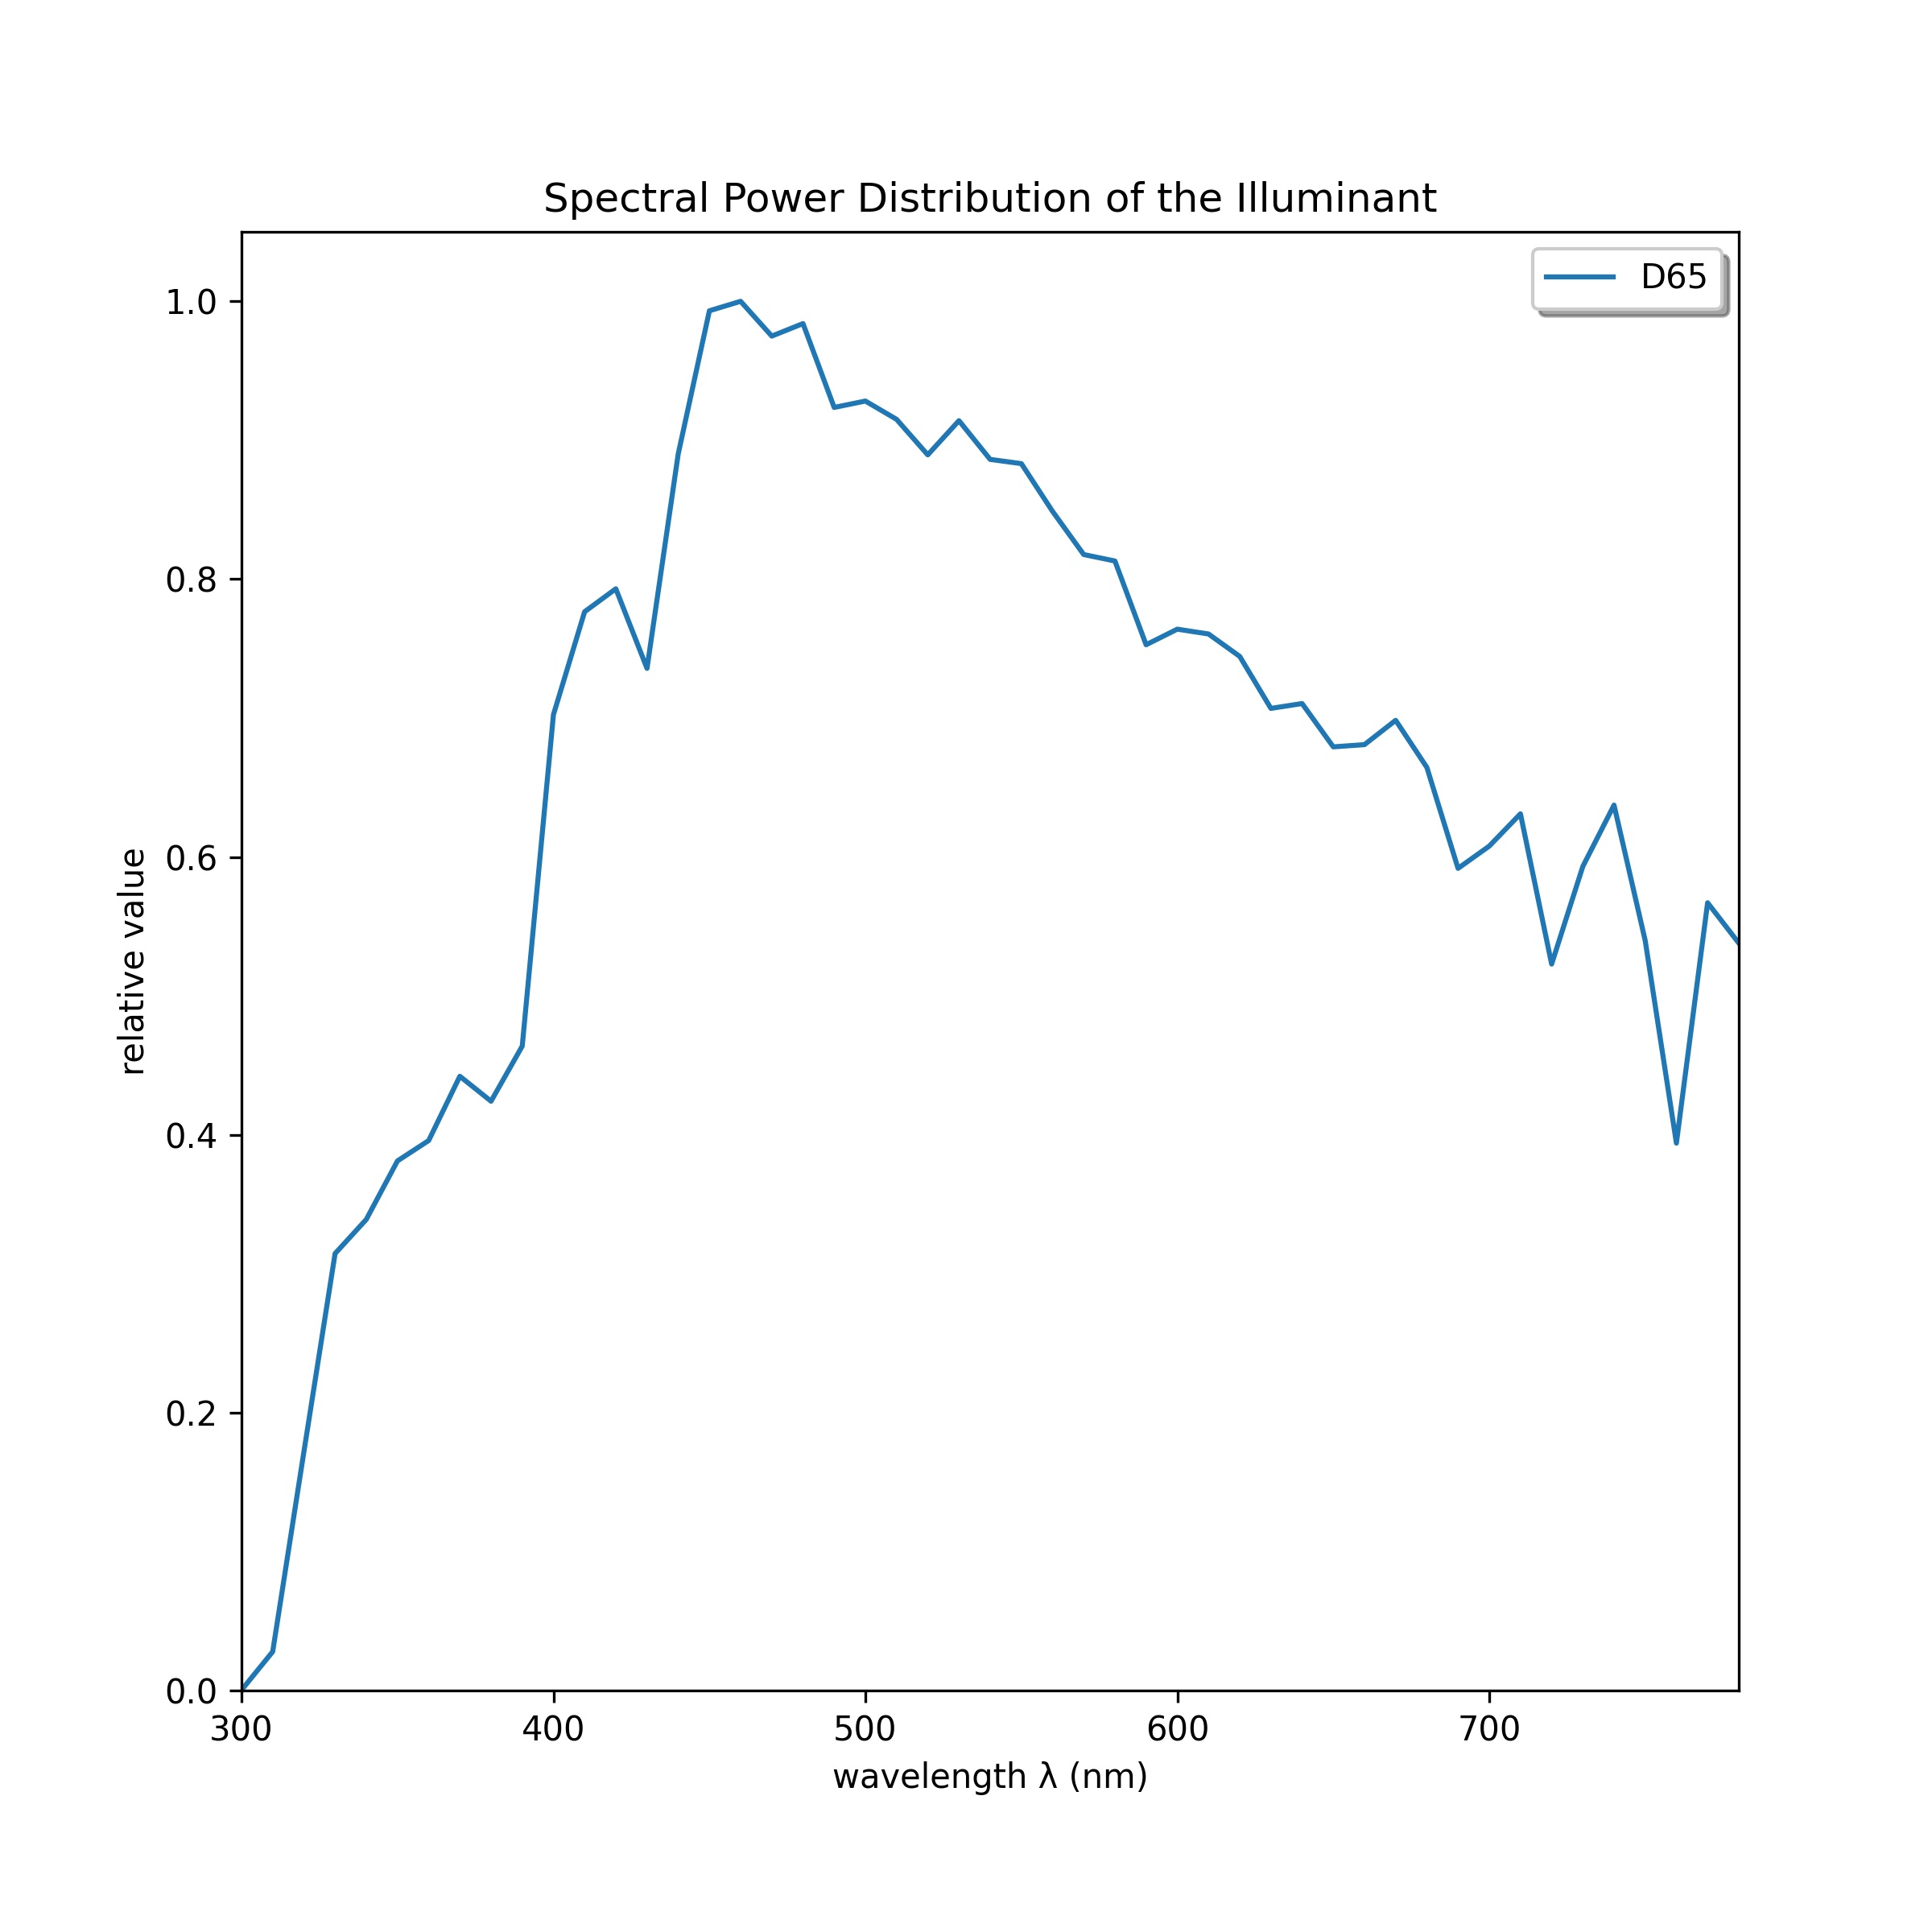 Spectral Power Distribution of the Illuminant
D65
1.0
0.8
0.6
0.4
0.2
0.0
relative value
300 400 500 600 700
wavelength λ (nm)